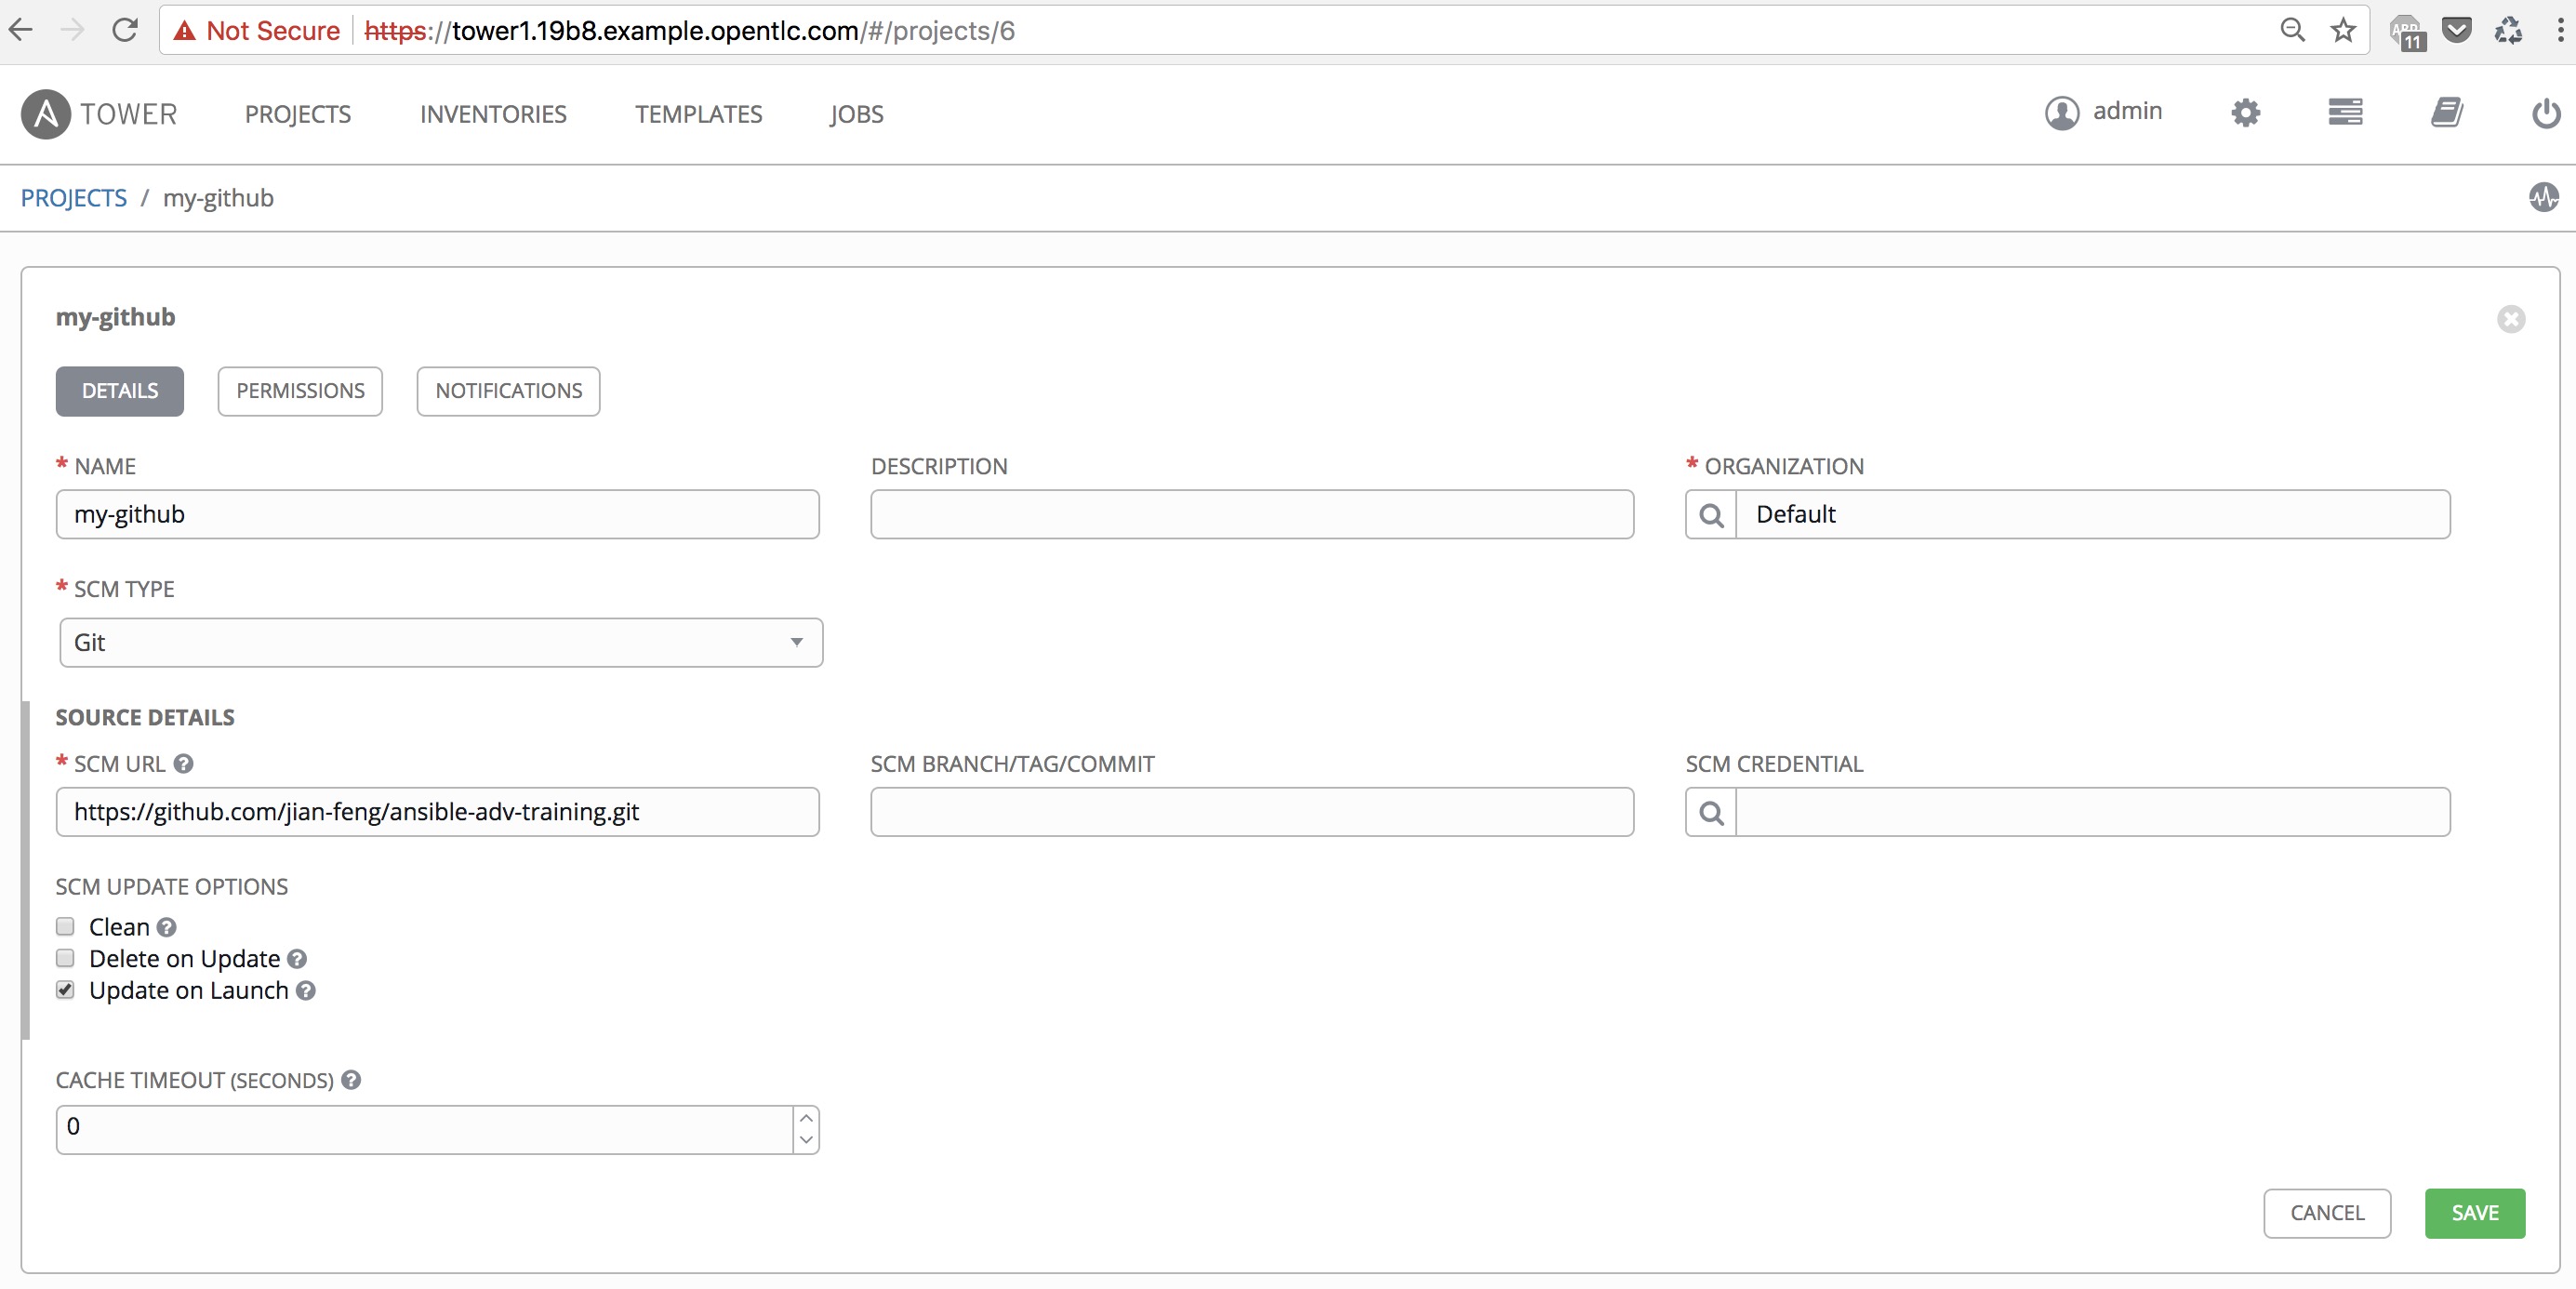 Not Secure https://tower1.19b8.example.opentlc.com/#/projects/6 ABP 11
A TOWER PROJECTS INVENTORIES TEMPLATES JOBS admin
PROJECTS / my-github
my-github
DETAILS PERMISSIONS NOTIFICATIONS
* NAME DESCRIPTION * ORGANIZATION
my-github Default
* SCM TYPE
Git
SOURCE DETAILS
* SCM URL ? SCM BRANCH/TAG/COMMIT SCM CREDENTIAL
https://github.com/jian-feng/ansible-adv-training.git
SCM UPDATE OPTIONS
Clean ?
Delete on Update ?
Update on Launch ?
CACHE TIMEOUT (SECONDS) ?
0
CANCEL SAVE